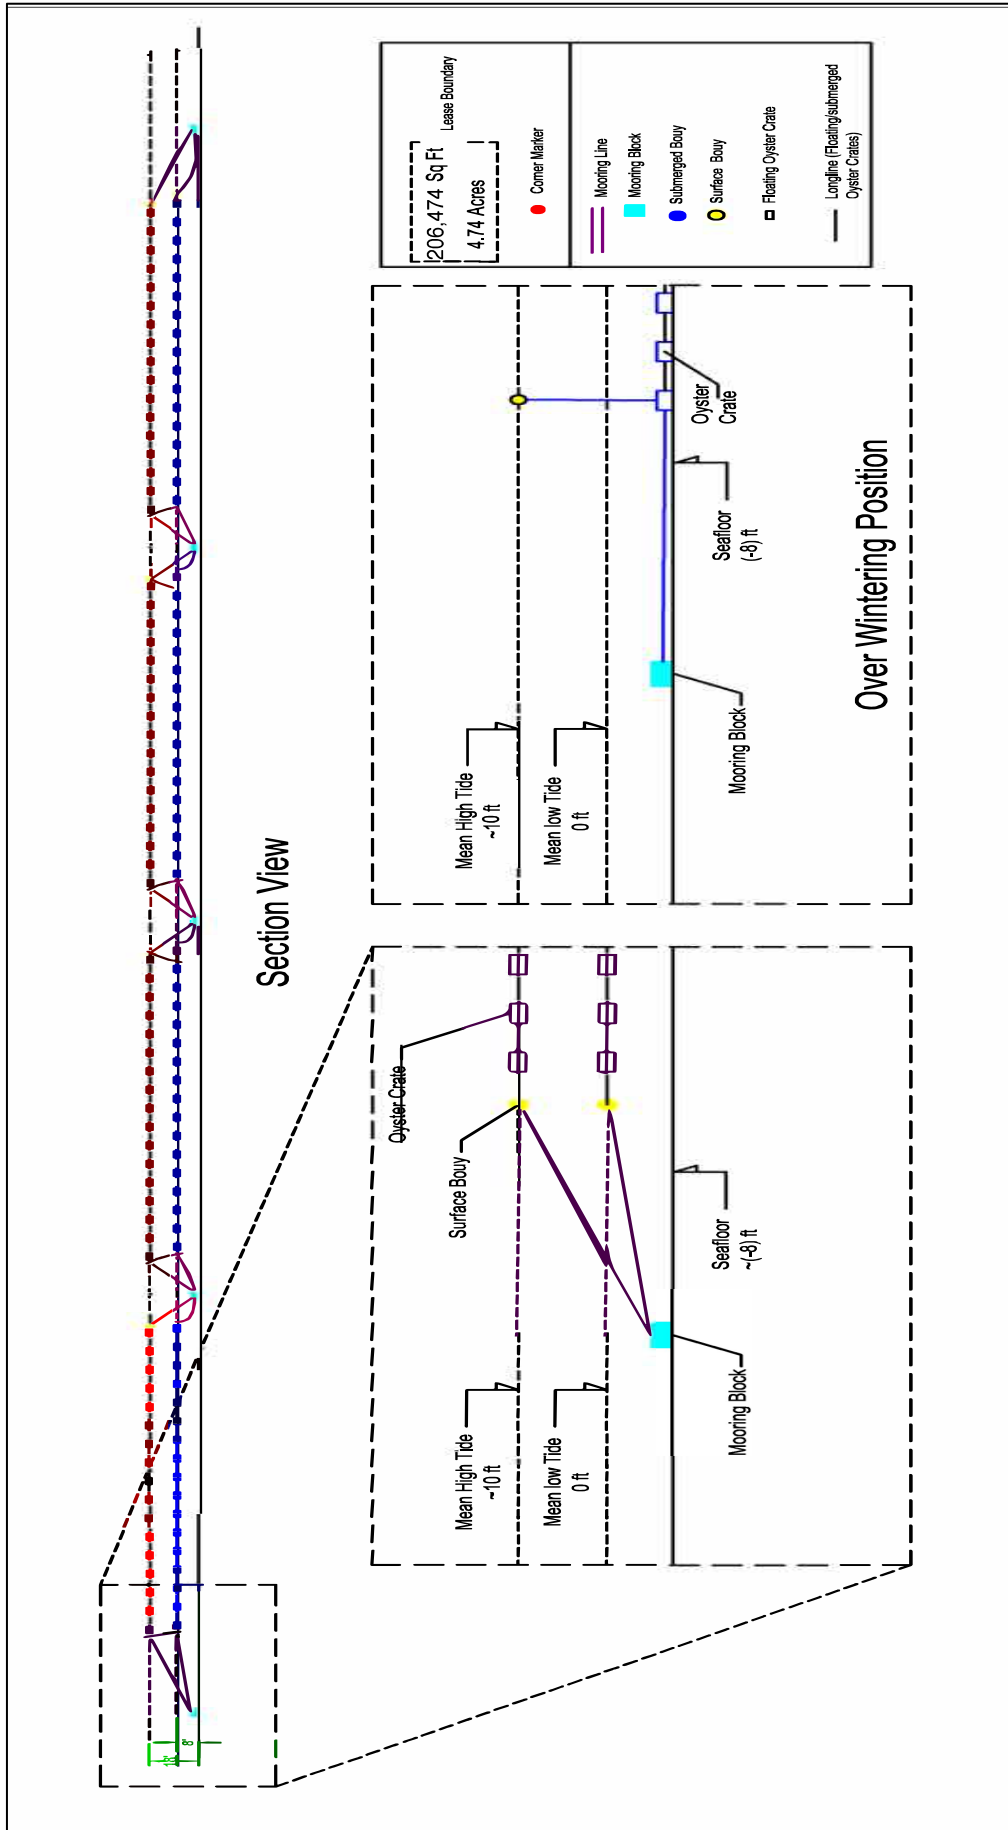 Section View
18'
8'
Mean High Tide
~10 ft
Mean low Tide
0 ft
Surface Bouy
Oyster Crate
Seafloor
~(-8) ft
Mooring Block
Mean High Tide
~10 ft
Mean low Tide
0 ft
Oyster
Crate
Seafloor
(-8) ft
Mooring Block
Over Wintering Position
206,474 Sq Ft
4.74 Acres
Lease Boundary
Corner Marker
Mooring Line
Mooring Block
Submerged Bouy
Surface Bouy
Floating Oyster Crate
Longline (Floating/submerged
Oyster Crates)